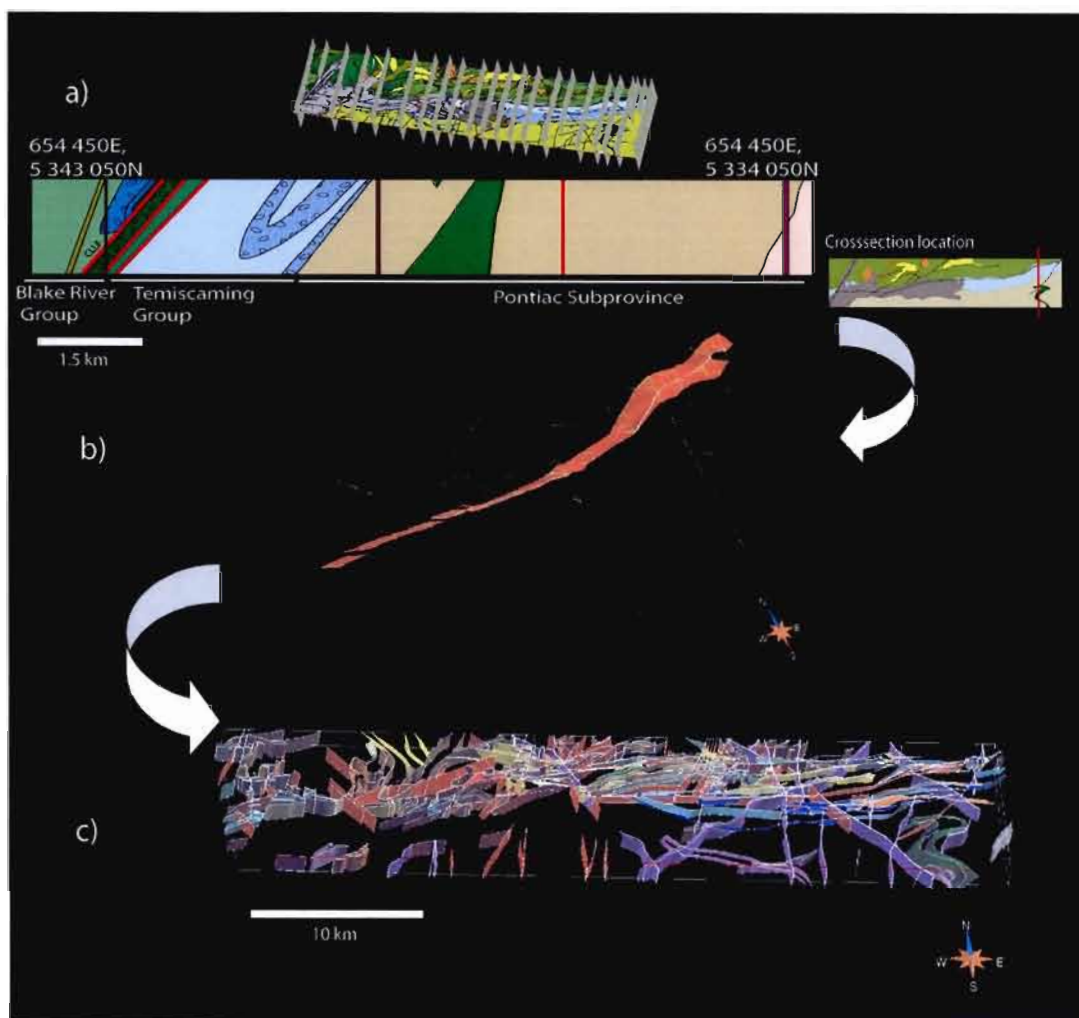 a)
654 450E,
5 343 050N
654 450E,
5 334 050N
CLLF
Crosssection location
Blake River
Group
Temiscaming
Group
Pontiac Subprovince
1.5 km
b)
N
E
W
S
c)
10 km
N
W
E
S